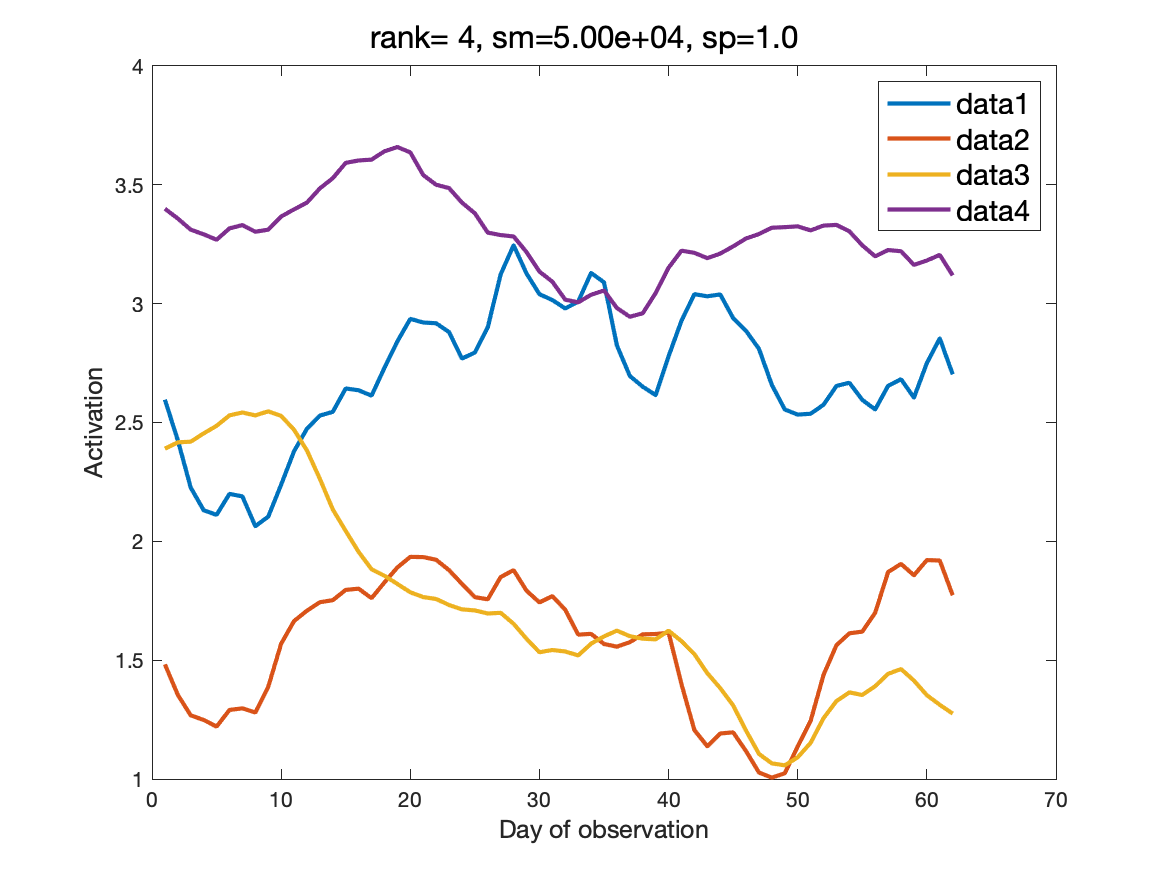 rank= 4, sm=5.00e+04, sp=1.0
4
3.5
3
2.5
2
1.5
1
Activation
data1
data2
data3
data4
0 10 20 30 40 50 60 70
Day of observation